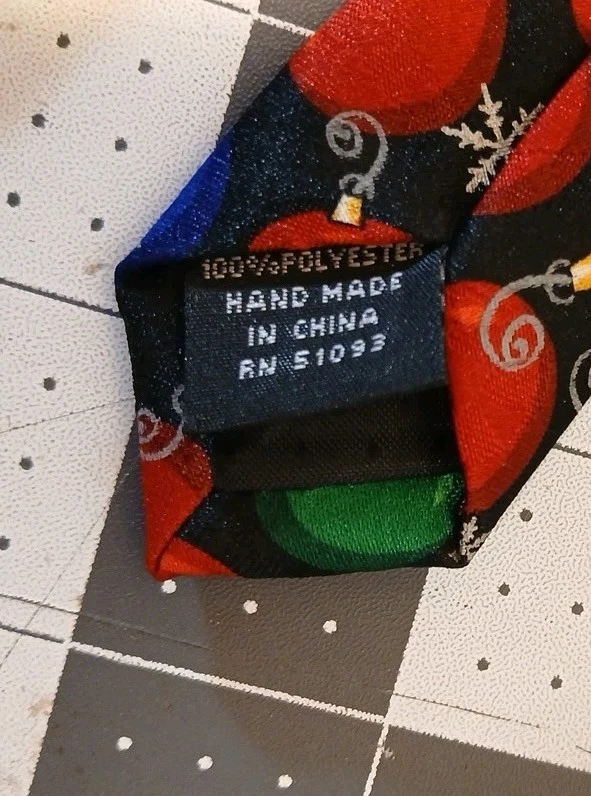 100% POLYESTER
HAND MADE
IN CHINA
RN 51093